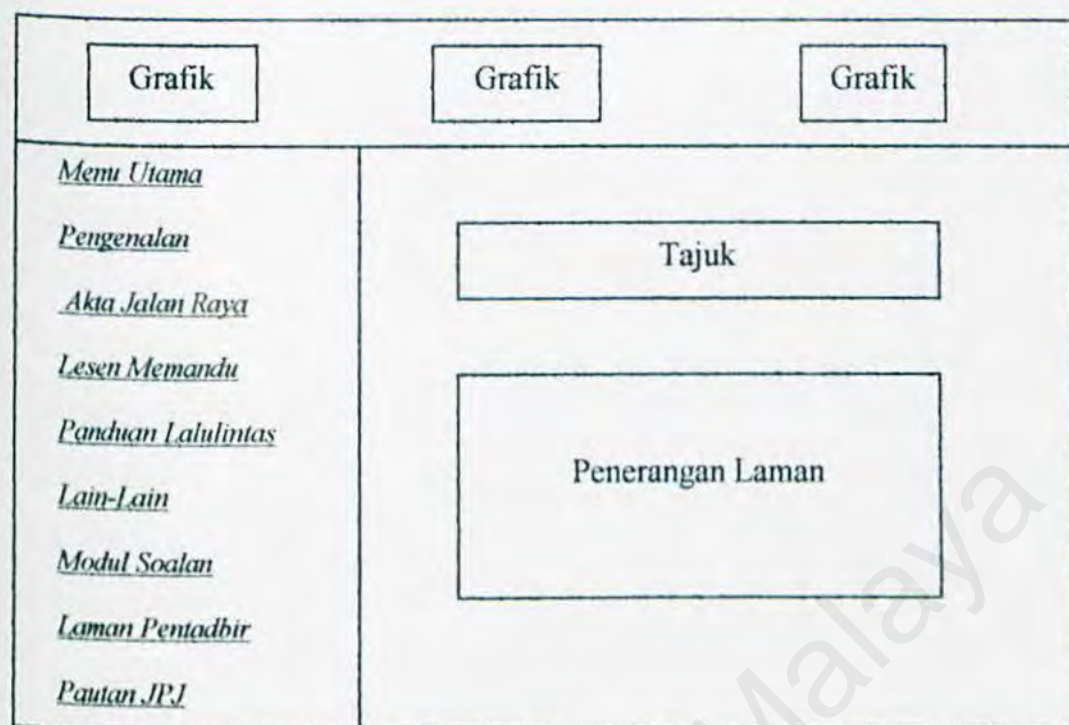 Grafik Grafik Grafik
Menu Utama
Pengenalan
Akta Jalan Raya
Lesen Memandu
Panduan Lalulintas
Lain-Lain
Modul Soalan
Laman Pentadbir
Pautan JPJ
Tajuk
Penerangan Laman
Malaya